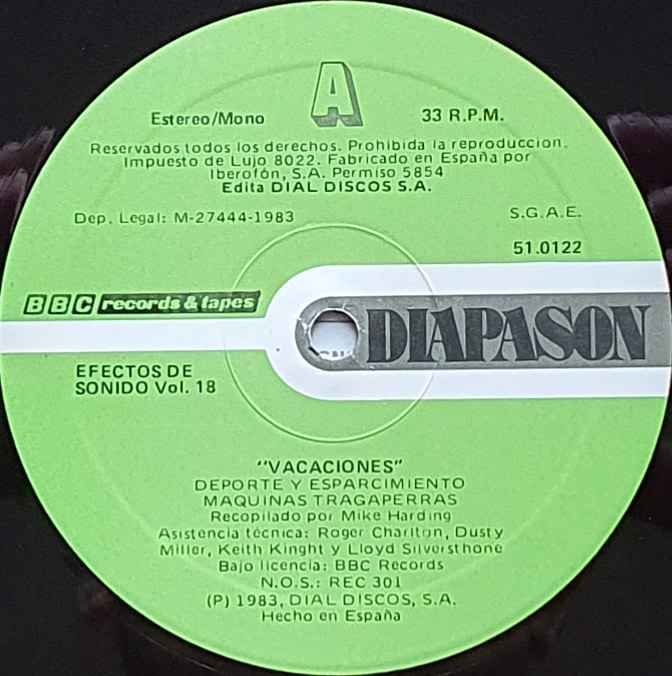 A
Estereo/Mono
33 R.P.M.
Reservados todos los derechos. Prohibida la reproduccion.
Impuesto de Lujo 8022. Fabricado en España por
Iberofón, S.A. Permiso 5854
Edita DIAL DISCOS S.A.
Dep. Legal: M-27444-1983
S.G.A.E.
51.0122
BBC records & tapes
DIAPASON
EFECTOS DE
SONIDO Vol. 18
"VACACIONES"
DEPORTE Y ESPARCIMIENTO
MAQUINAS TRAGAPERRAS
Recopilado por Mike Harding
Asistencia técnica: Roger Charlton, Dusty
Miller, Keith Kinght y Lloyd Silversthone
Bajo licencia: BBC Records
N.O.S.: REC 301
(P) 1983, DIAL DISCOS, S.A.
Hecho en España